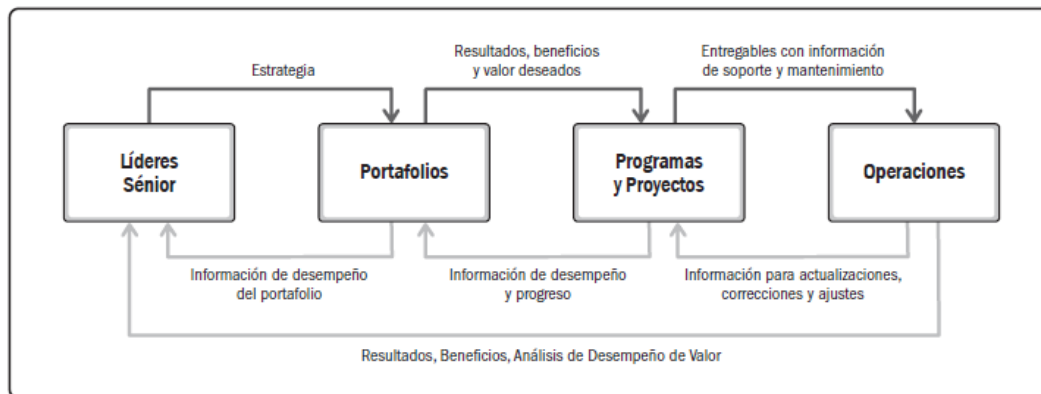 Estrategia
Resultados, beneficios
y valor deseados
Entregables con información
de soporte y mantenimiento
Líderes
Sénior
Portafolios
Programas
y Proyectos
Operaciones
Información de desempeño
del portafolio
Información de desempeño
y progreso
Información para actualizaciones,
correcciones y ajustes
Resultados, Beneficios, Análisis de Desempeño de Valor